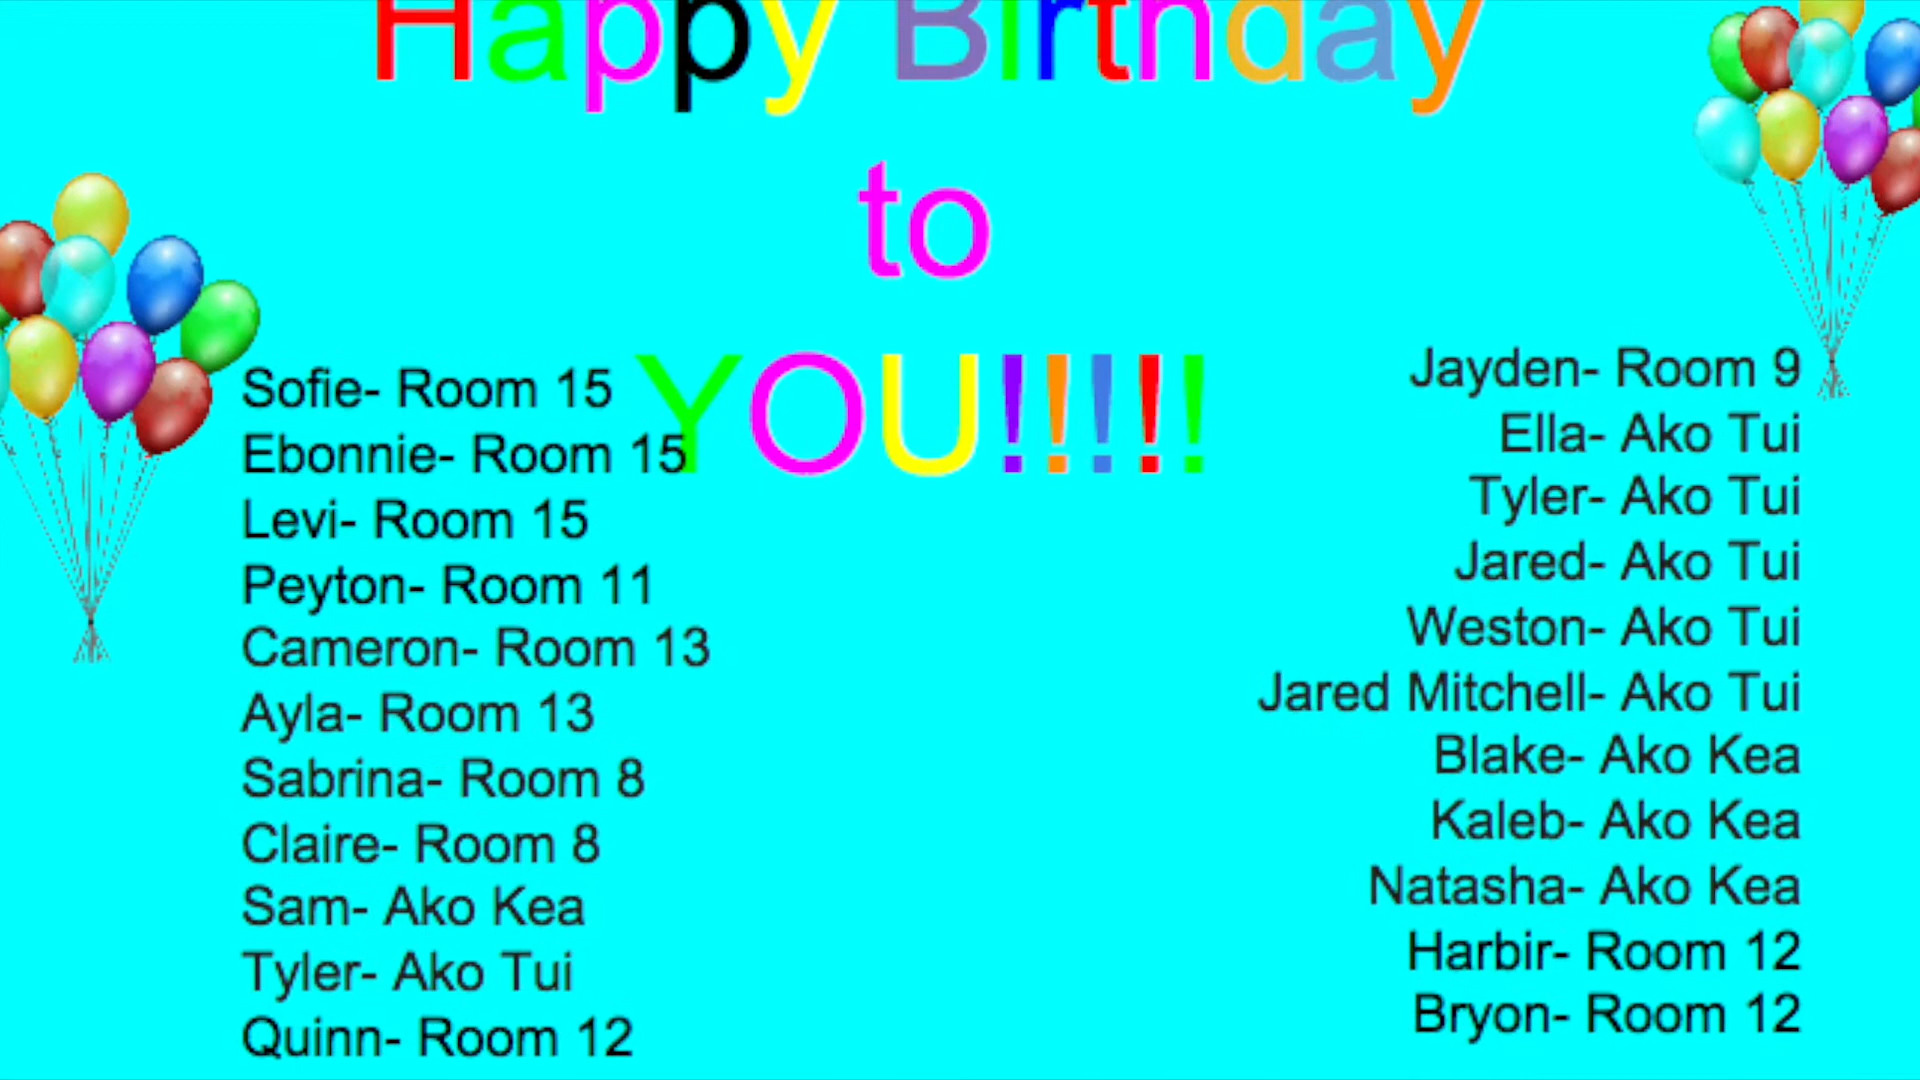 Happy Birthday
to
YOU!!!!!
Sofie- Room 15
Ebonnie- Room 15
Levi- Room 15
Peyton- Room 11
Cameron- Room 13
Ayla- Room 13
Sabrina- Room 8
Claire- Room 8
Sam- Ako Kea
Tyler- Ako Tui
Quinn- Room 12
Jayden- Room 9
Ella- Ako Tui
Tyler- Ako Tui
Jared- Ako Tui
Weston- Ako Tui
Jared Mitchell- Ako Tui
Blake- Ako Kea
Kaleb- Ako Kea
Natasha- Ako Kea
Harbir- Room 12
Bryon- Room 12